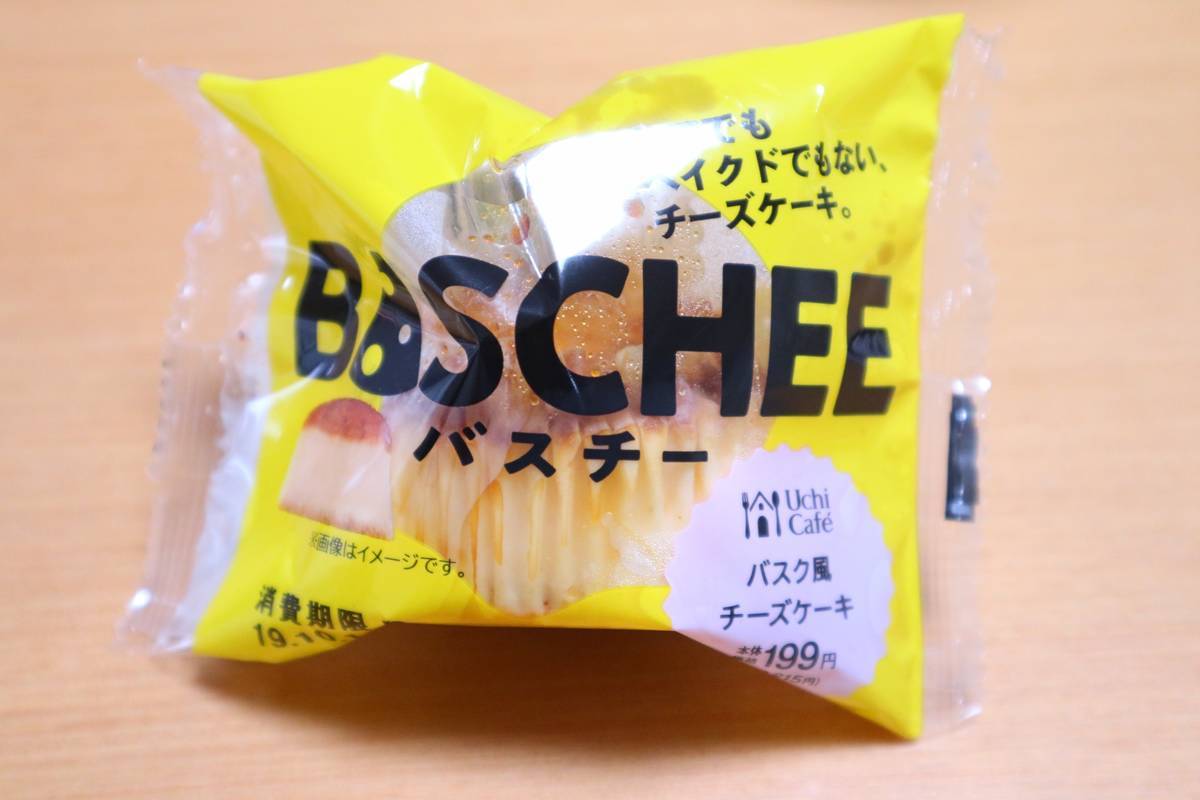 でも
イクドでもない、
チーズケーキ。
BaSCHEE
バスチー
Uchi
Café
バスク風
チーズケーキ
本体
199円
※画像はイメージです。
消費期限
19.10